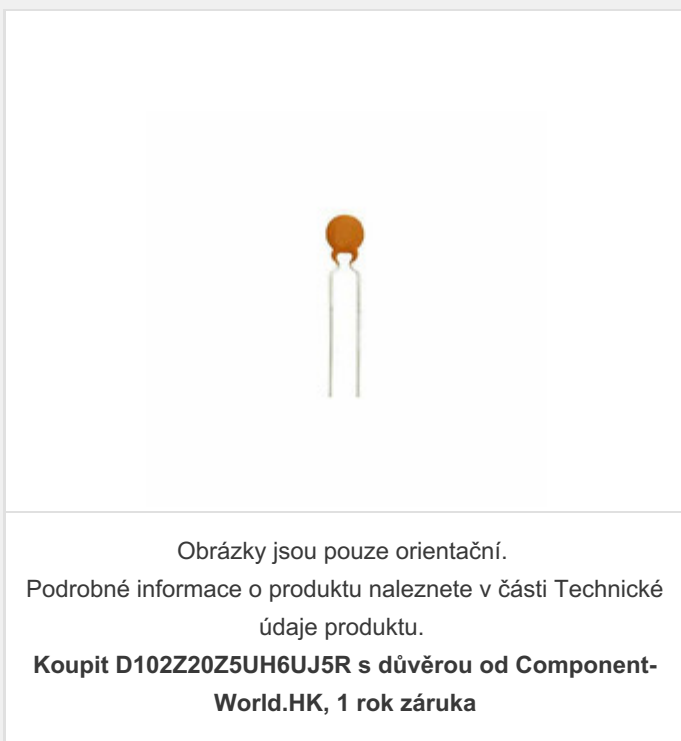 Obrázky jsou pouze orientační.
Podrobné informace o produktu naleznete v části Technické
údaje produktu.
Koupit D102Z20Z5UH6UJ5R s důvěrou od Component-
World.HK, 1 rok záruka